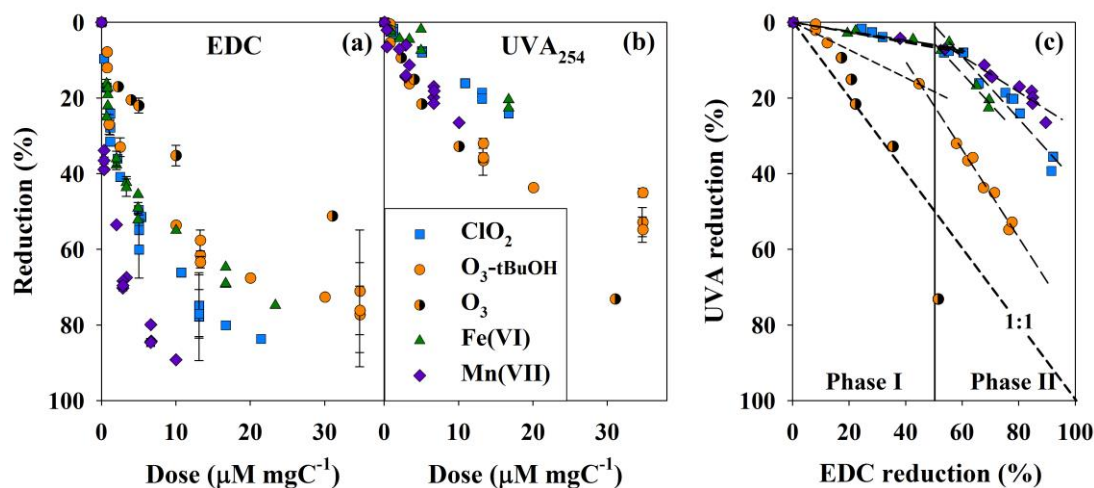 EDC (a)
UVA254 (b)
(c)
Reduction (%)
0
20
40
60
80
100
0 10 20 30
Dose (µM mgC-1)
0 10 20 30
Dose (µM mgC-1)
ClO2
O3-tBuOH
O3
Fe(VI)
Mn(VII)
UVA reduction (%)
0
20
40
60
80
100
1:1
Phase I Phase II
0 20 40 60 80 100
EDC reduction (%)